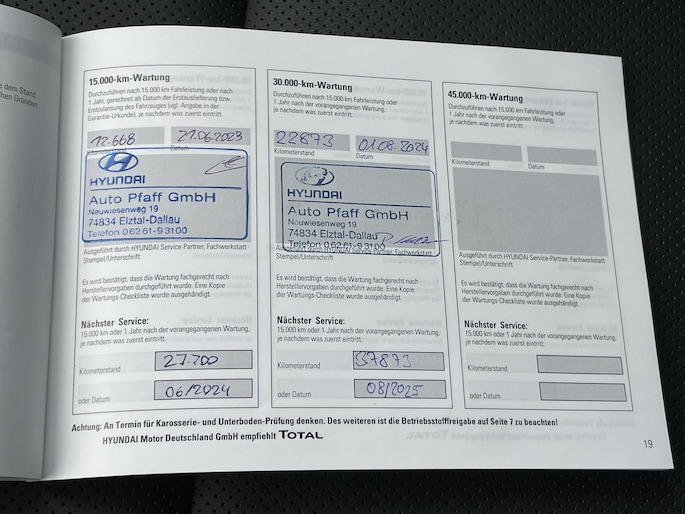 e dem Stand
chen Gründen
15.000-km-Wartung
Durchzuführen nach 15.000 km Fahrleistung oder nach
1 Jahr, gerechnet ab Datum der Erstauslieferung bzw.
Erstzulassung des Fahrzeuges (vgl. Angabe in der
Garantie-Urkunde), je nachdem was zuerst eintritt.
12.668 21.06.2023
Datum
HYUNDAI
Auto Pfaff GmbH
Neuwiesenweg 19
74834 Elztal-Dallau
Telefon 06261-93100
Ausgeführt durch HYUNDAI Service-Partner, Fachwerkstatt
Stempel/Unterschrift
Es wird bestätigt, dass die Wartung fachgerecht nach
Herstellervorgaben durchgeführt wurde. Eine Kopie
der Wartungs-Checkliste wurde ausgehändigt.
Nächster Service:
15.000 km oder 1 Jahr nach der vorangegangenen Wartung,
je nachdem was zuerst eintritt.
Kilometerstand 27.700
oder Datum 06/2024
30.000-km-Wartung
Durchzuführen nach 15.000 km Fahrleistung oder
1 Jahr nach der vorangegangenen Wartung,
je nachdem was zuerst eintritt.
22873 01.08.2024
Kilometerstand Datum
HYUNDAI
Auto Pfaff GmbH
Neuwiesenweg 19
74834 Elztal-Dallau
Telefon 06261-93100
Ausgeführt durch HYUNDAI Service-Partner, Fachwerkstatt
Stempel/Unterschrift
Es wird bestätigt, dass die Wartung fachgerecht nach
Herstellervorgaben durchgeführt wurde. Eine Kopie
der Wartungs-Checkliste wurde ausgehändigt.
Nächster Service:
15.000 km oder 1 Jahr nach der vorangegangenen Wartung,
je nachdem was zuerst eintritt.
Kilometerstand 37873
oder Datum 08/2025
45.000-km-Wartung
Durchzuführen nach 15.000 km Fahrleistung oder
1 Jahr nach der vorangegangenen Wartung,
je nachdem was zuerst eintritt.
Kilometerstand Datum
Ausgeführt durch HYUNDAI Service-Partner, Fachwerkstatt
Stempel/Unterschrift
Es wird bestätigt, dass die Wartung fachgerecht nach
Herstellervorgaben durchgeführt wurde. Eine Kopie
der Wartungs-Checkliste wurde ausgehändigt.
Nächster Service:
15.000 km oder 1 Jahr nach der vorangegangenen Wartung,
je nachdem was zuerst eintritt.
Kilometerstand
oder Datum
Achtung: An Termin für Karosserie- und Unterboden-Prüfung denken. Des weiteren ist die Betriebsstofffreigabe auf Seite 7 zu beachten!
HYUNDAI Motor Deutschland GmbH empfiehlt TOTAL
19